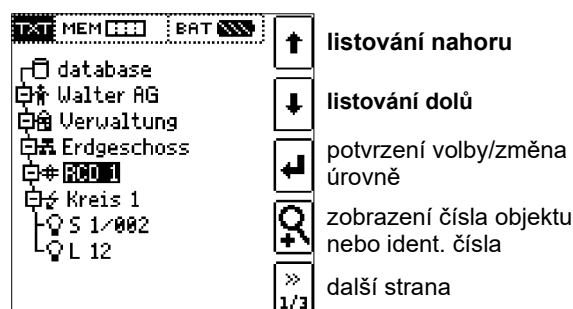 TXT MEM BAT
database
Walter AG
Verwaltung
Erdgeschoss
RCD 1
Kreis 1
S 1/002
L 12
listování nahoru
listování dolů
potvrzení volby/změna
úrovně
zobrazení čísla objektu
nebo ident. čísla
další strana
»
1/3